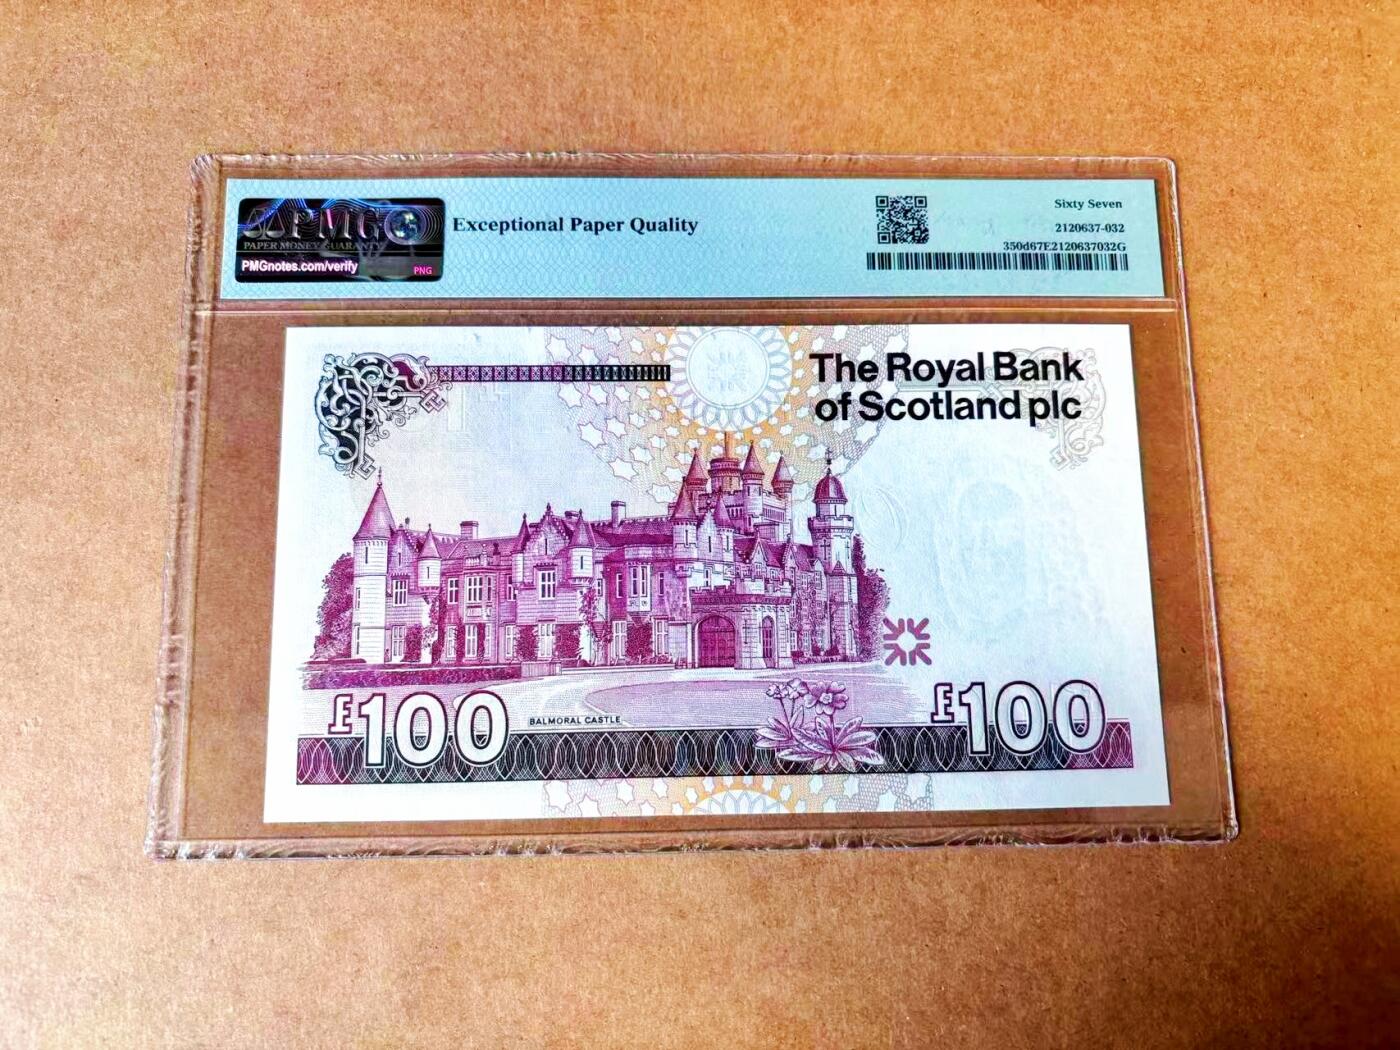 PMG
PAPER MONEY GUARANTY
PMGnotes.com/verify
PNG
Exceptional Paper Quality
Sixty Seven
2120637-032
350d67E2120637032G
The Royal Bank
of Scotland plc
£100
BALMORAL CASTLE
£100